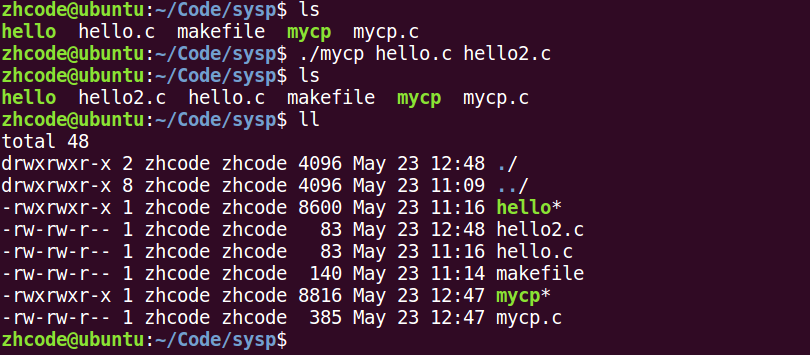 zhcode@ubuntu:~/Code/sysp$ ls
hello  hello.c  makefile  mycp  mycp.c
zhcode@ubuntu:~/Code/sysp$ ./mycp hello.c hello2.c
zhcode@ubuntu:~/Code/sysp$ ls
hello  hello2.c  hello.c  makefile  mycp  mycp.c
zhcode@ubuntu:~/Code/sysp$ ll
total 48
drwxrwxr-x 2 zhcode zhcode 4096 May 23 12:48 ./
drwxrwxr-x 8 zhcode zhcode 4096 May 23 11:09 ../
-rwxrwxr-x 1 zhcode zhcode 8600 May 23 11:16 hello*
-rw-rw-r-- 1 zhcode zhcode   83 May 23 12:48 hello2.c
-rw-rw-r-- 1 zhcode zhcode   83 May 23 11:16 hello.c
-rw-rw-r-- 1 zhcode zhcode  140 May 23 11:14 makefile
-rwxrwxr-x 1 zhcode zhcode 8816 May 23 12:47 mycp*
-rw-rw-r-- 1 zhcode zhcode  385 May 23 12:47 mycp.c
zhcode@ubuntu:~/Code/sysp$